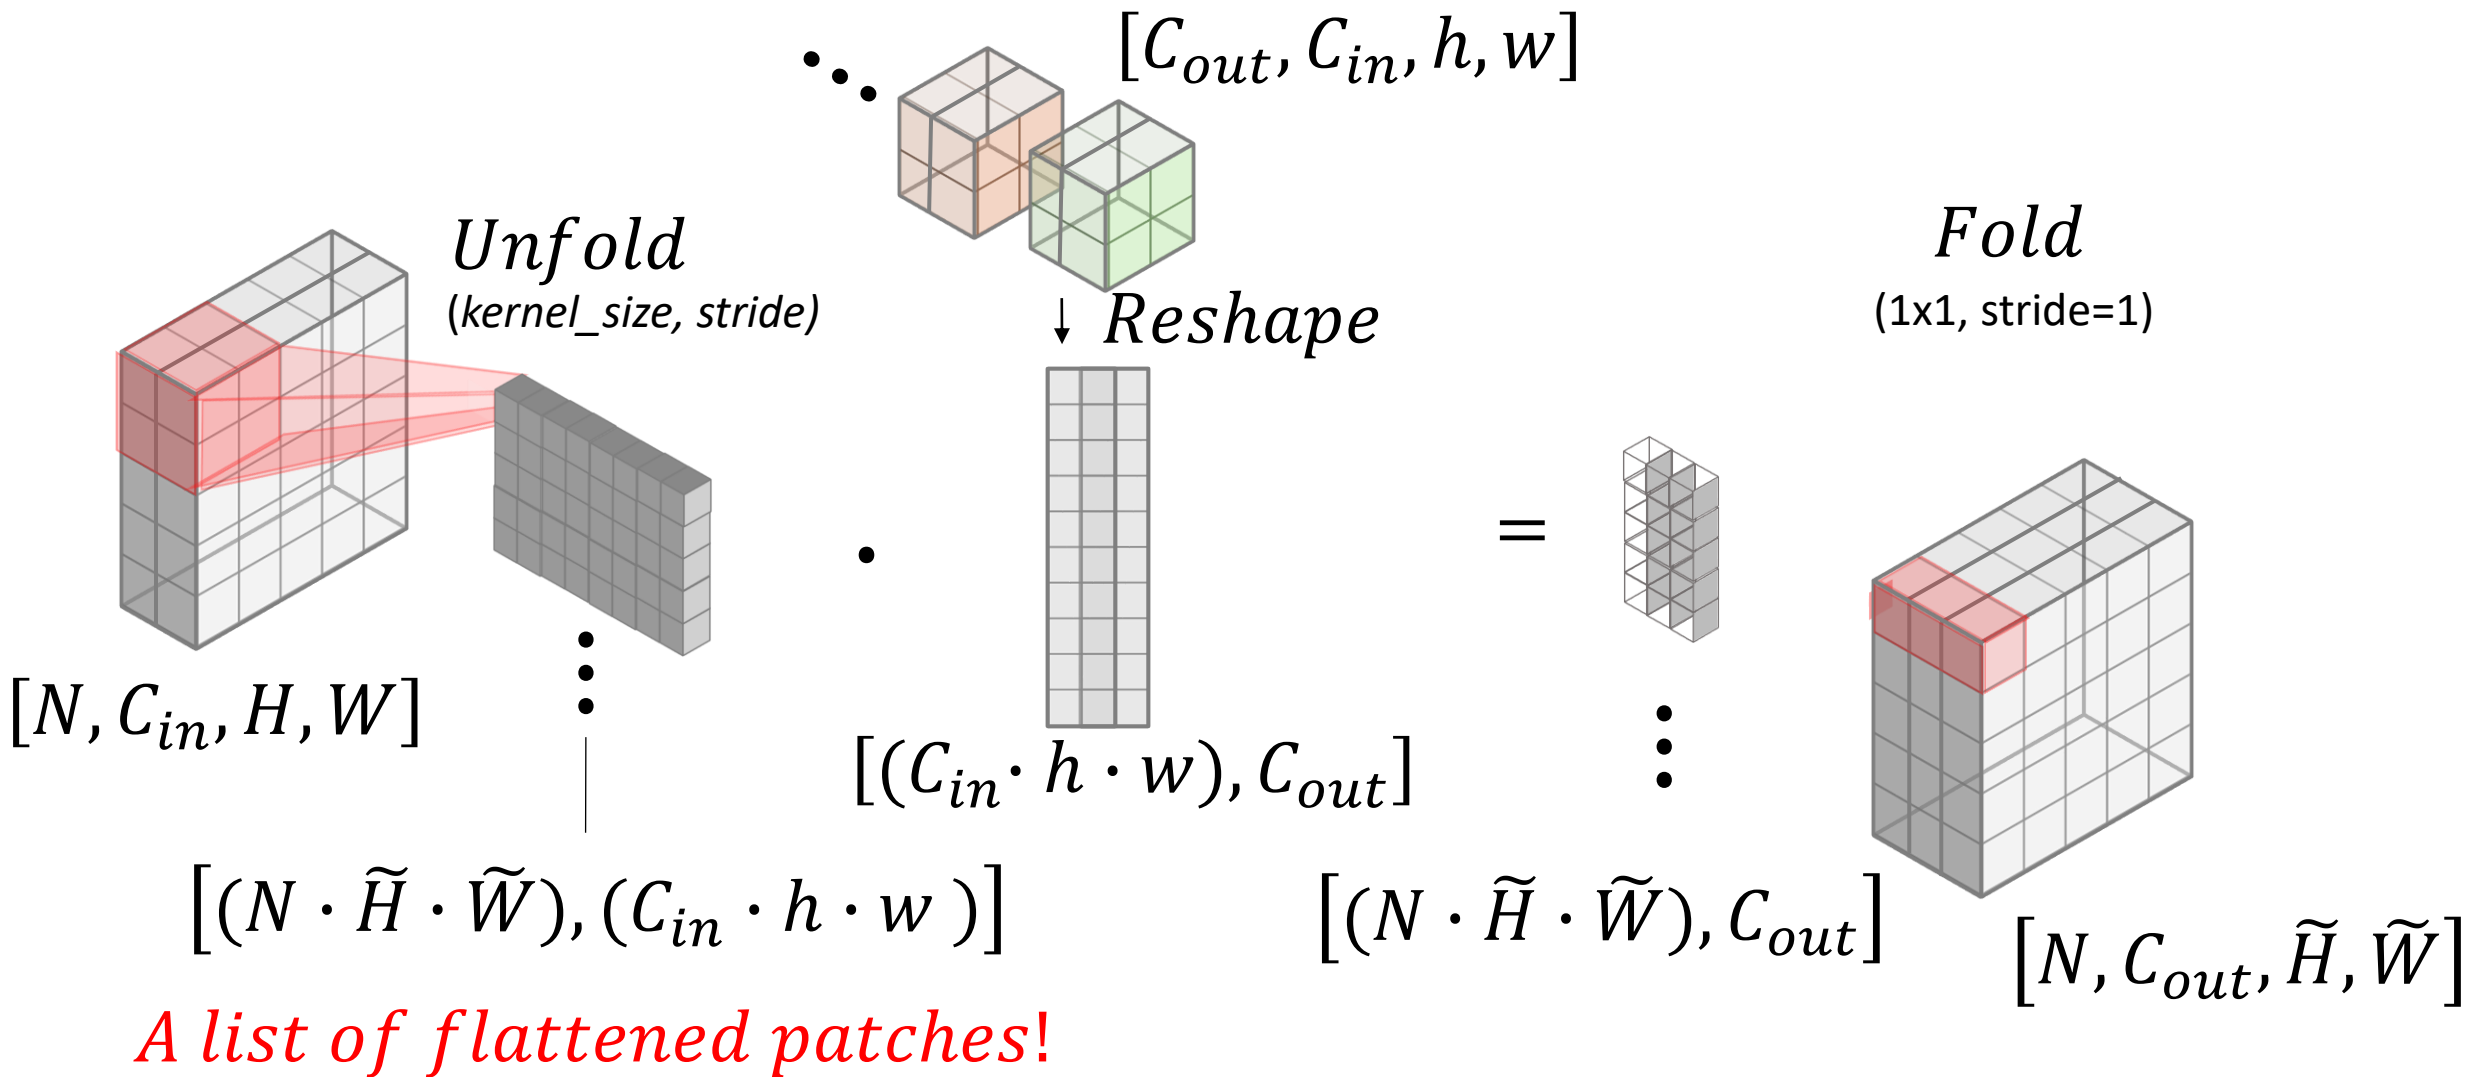 [C_out, C_in, h, w]
Unfold
(kernel_size, stride)
Reshape
Fold
(1x1, stride=1)
·
=
[N, C_in, H, W]
[(C_in · h · w), C_out]
[(N · H̃ · W̃), (C_in · h · w )]
[(N · H̃ · W̃), C_out]
[N, C_out, H̃, W̃]
A list of flattened patches!